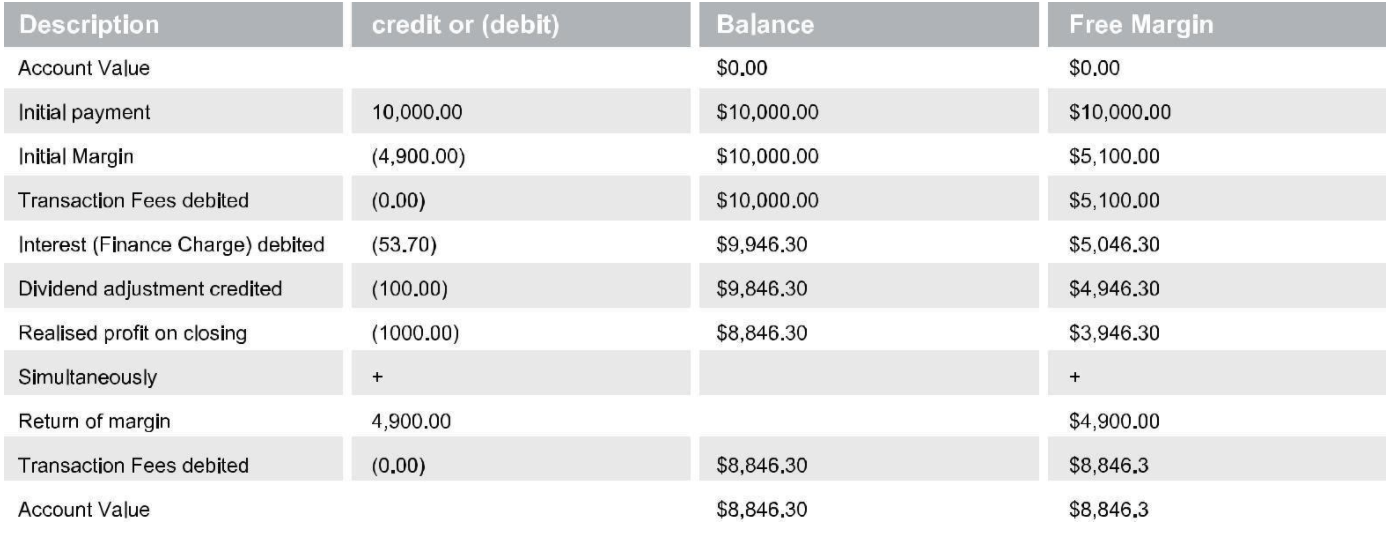 Description credit or (debit) Balance Free Margin
Account Value $0.00 $0.00
Initial payment 10,000.00 $10,000.00 $10,000.00
Initial Margin (4,900.00) $10,000.00 $5,100.00
Transaction Fees debited (0.00) $10,000.00 $5,100.00
Interest (Finance Charge) debited (53.70) $9,946.30 $5,046.30
Dividend adjustment credited (100.00) $9,846.30 $4,946.30
Realised profit on closing (1000.00) $8,846.30 $3,946.30
Simultaneously + +
Return of margin 4,900.00 $4,900.00
Transaction Fees debited (0.00) $8,846.30 $8,846.3
Account Value $8,846.30 $8,846.3